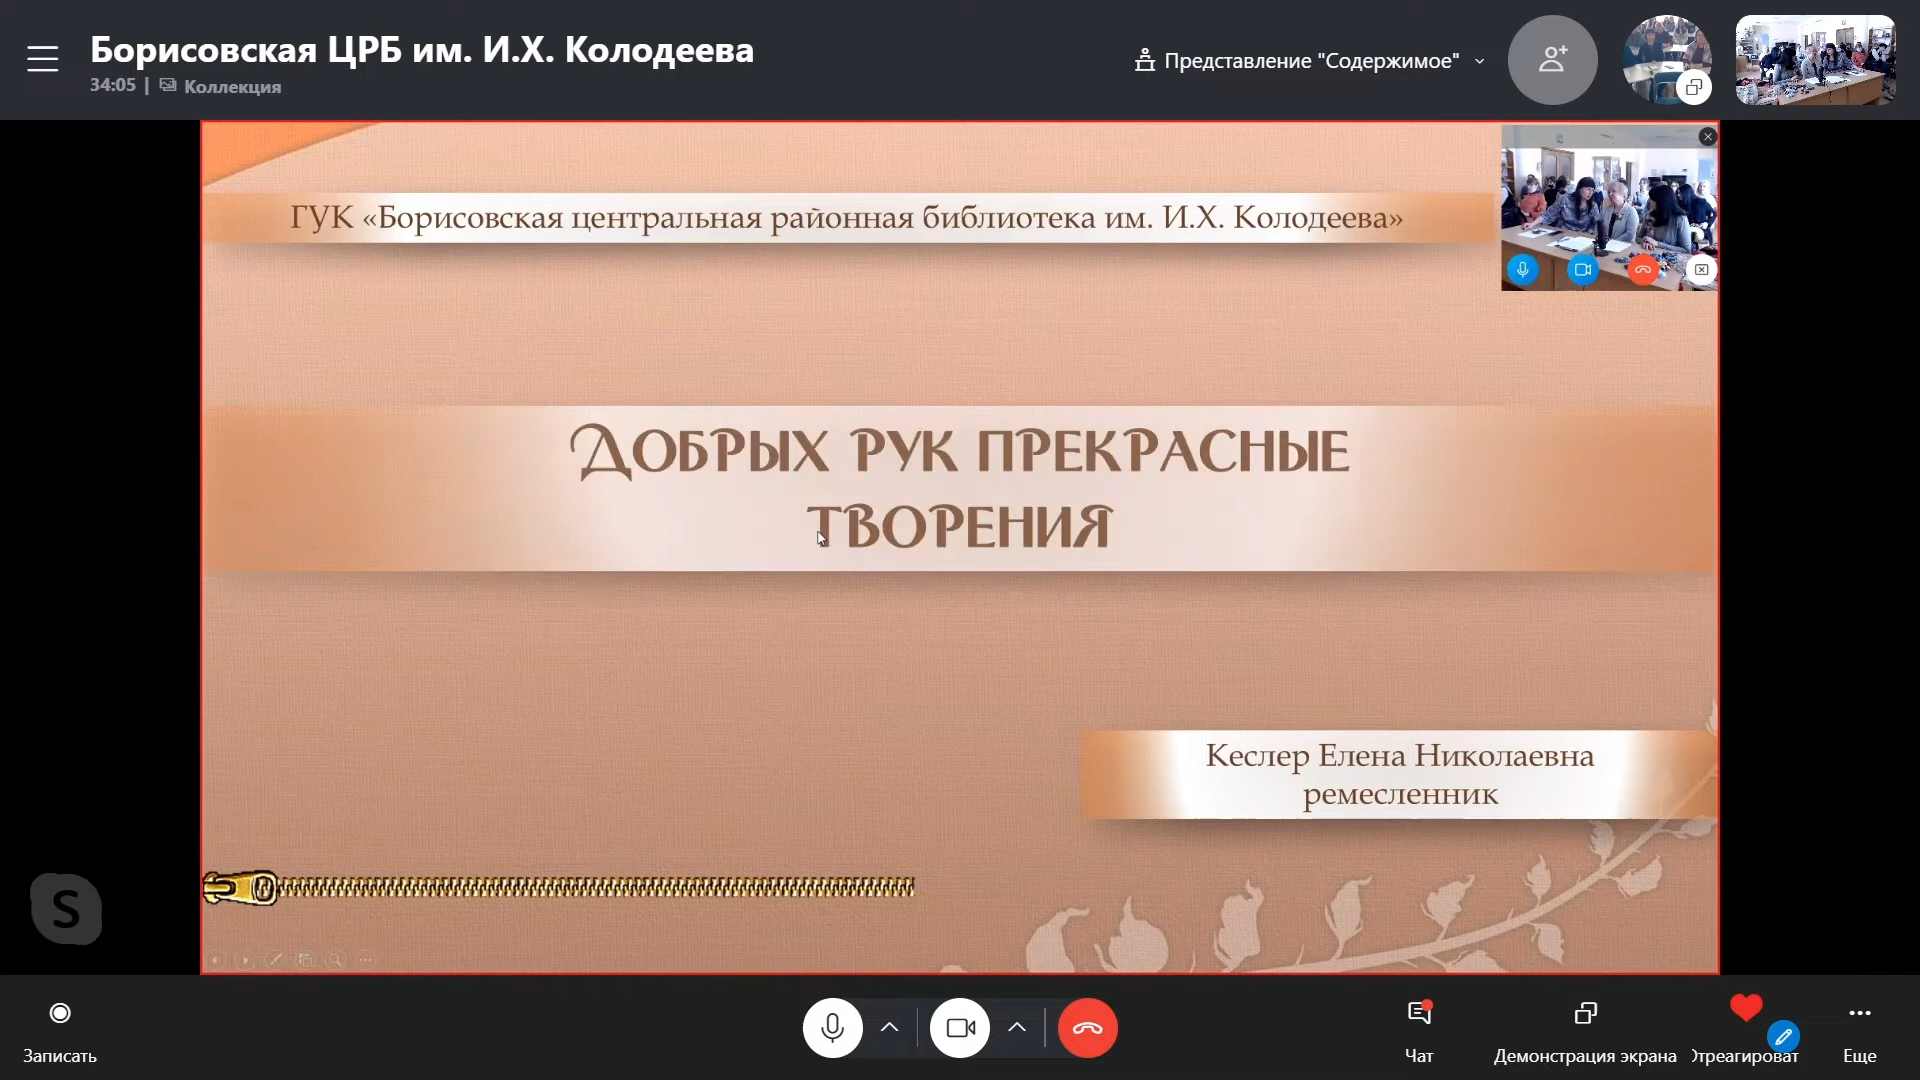 Борисовская ЦРБ им. И.Х. Колодеева
34:05 | Коллекция
Представление "Содержимое"
ГУК «Борисовская центральная районная библиотека им. И.Х. Колодеева»
Добрых рук прекрасные
творения
Кеслер Елена Николаевна
ремесленник
S
Записать
Чат
Демонстрация экрана
Отреагироват
Еще